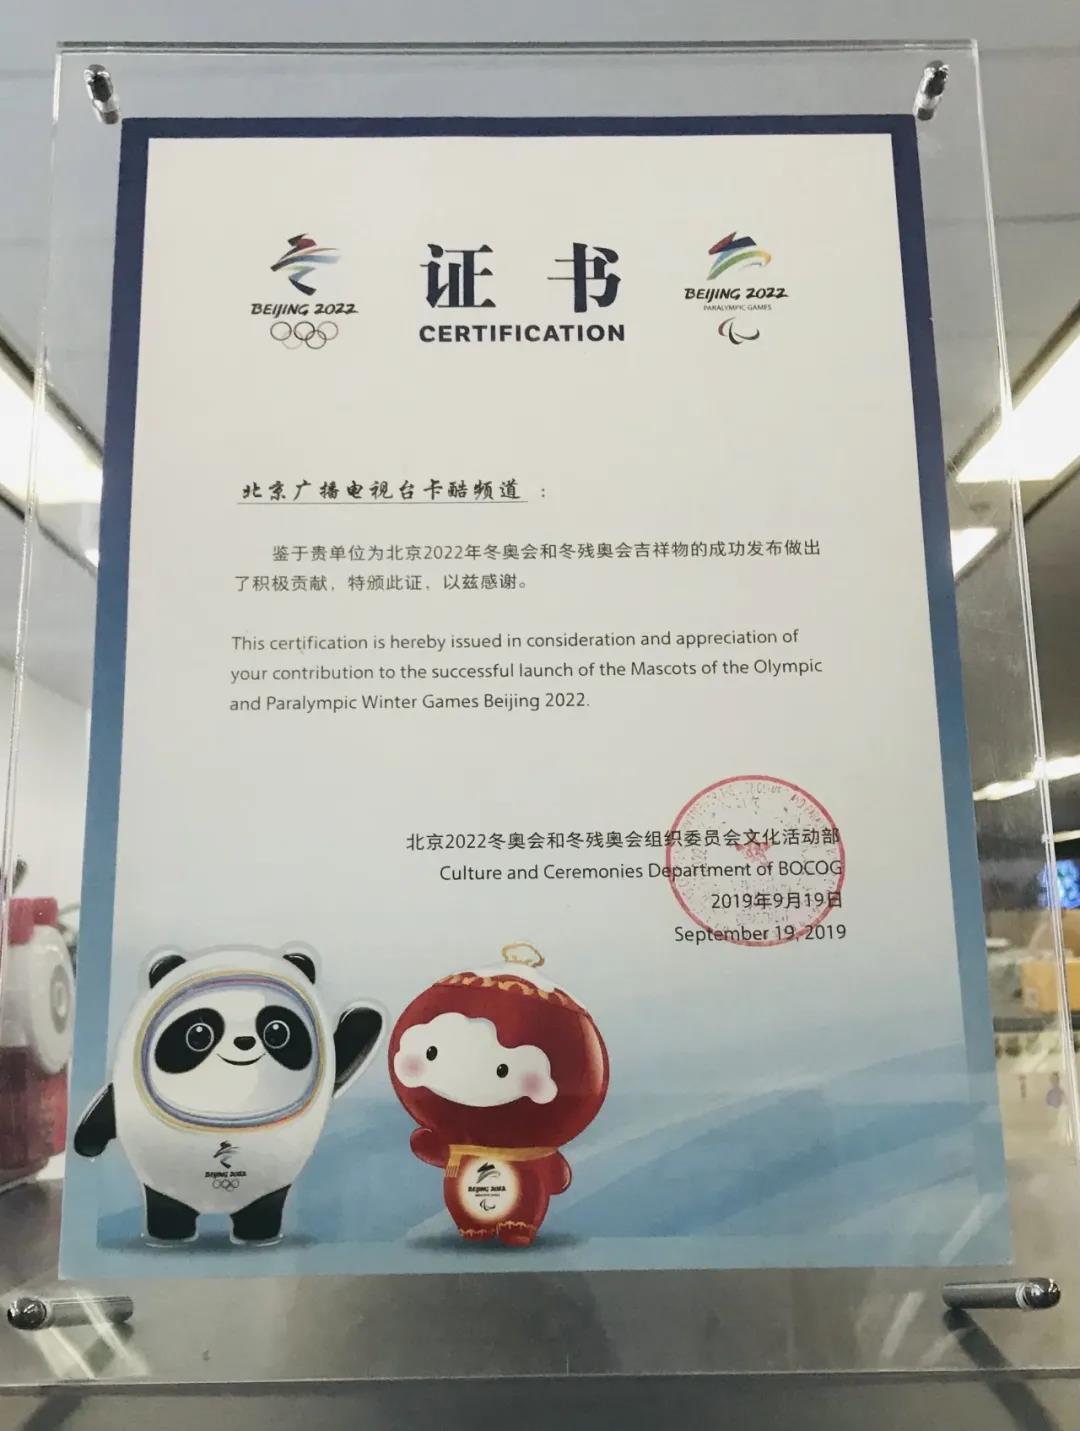 BEIJING 2022
证书
CERTIFICATION
BEIJING 2022
PARALYMPIC GAMES
北京广播电视台卡酷频道：
鉴于贵单位为北京2022年冬奥会和冬残奥会吉祥物的成功发布做出
了积极贡献，特颁此证，以兹感谢。
This certification is hereby issued in consideration and appreciation of
your contribution to the successful launch of the Mascots of the Olympic
and Paralympic Winter Games Beijing 2022.
北京2022冬奥会和冬残奥会组织委员会文化活动部
Culture and Ceremonies Department of BOCOG
2019年9月19日
September 19, 2019
BEIJING 2022
BEIJING 2022